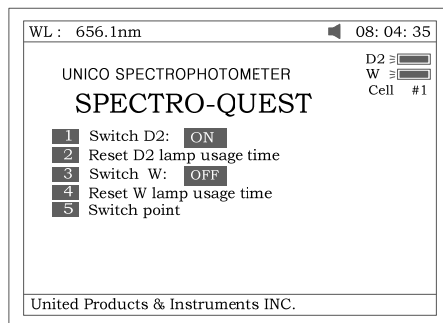 WL : 656.1nm 08: 04: 35
D2
W
Cell #1
UNICO SPECTROPHOTOMETER
SPECTRO-QUEST
1 Switch D2: ON
2 Reset D2 lamp usage time
3 Switch W: OFF
4 Reset W lamp usage time
5 Switch point
United Products & Instruments INC.